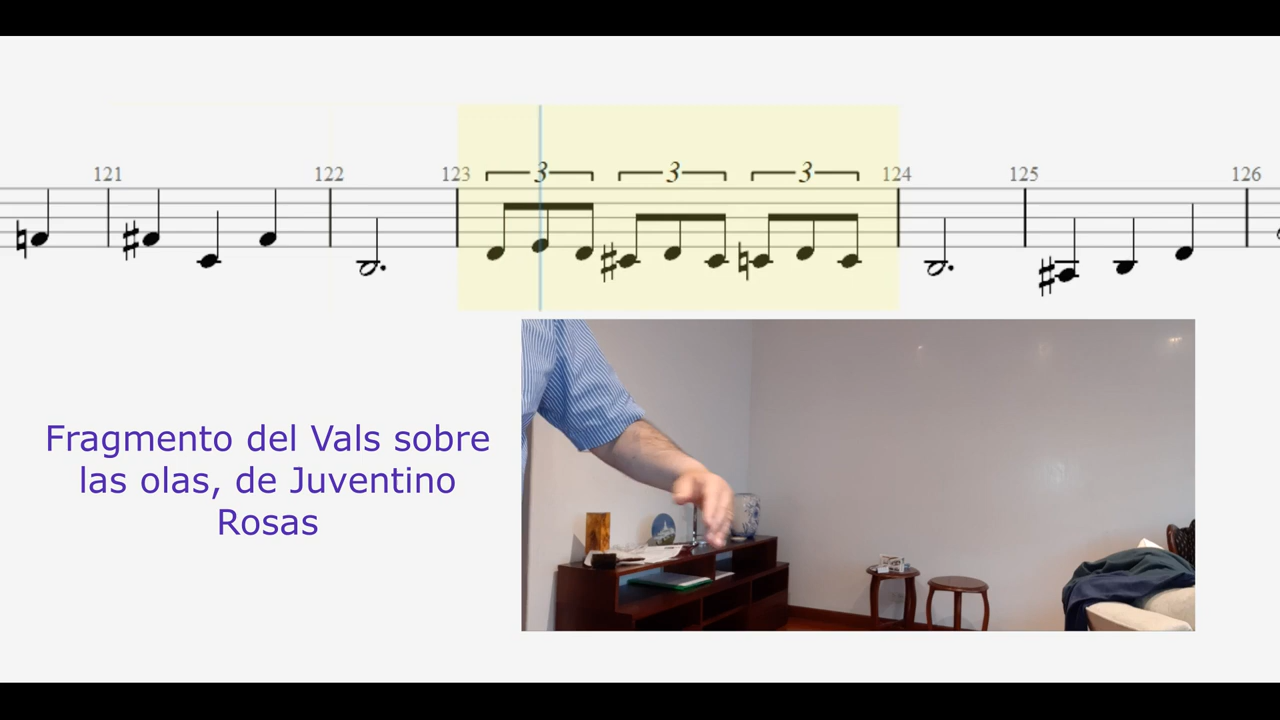 121 122 123 124 125 126
3 3 3
Fragmento del Vals sobre
las olas, de Juventino
Rosas